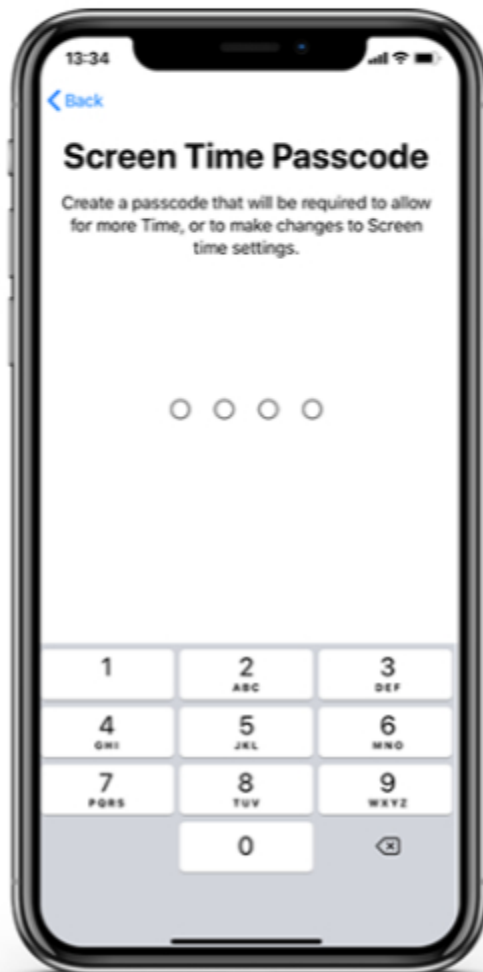 13:34
Back
Screen Time Passcode
Create a passcode that will be required to allow
for more Time, or to make changes to Screen
time settings.
1 2 3
ABC DEF
4 5 6
GHI JKL MNO
7 8 9
PQRS TUV WXYZ
0